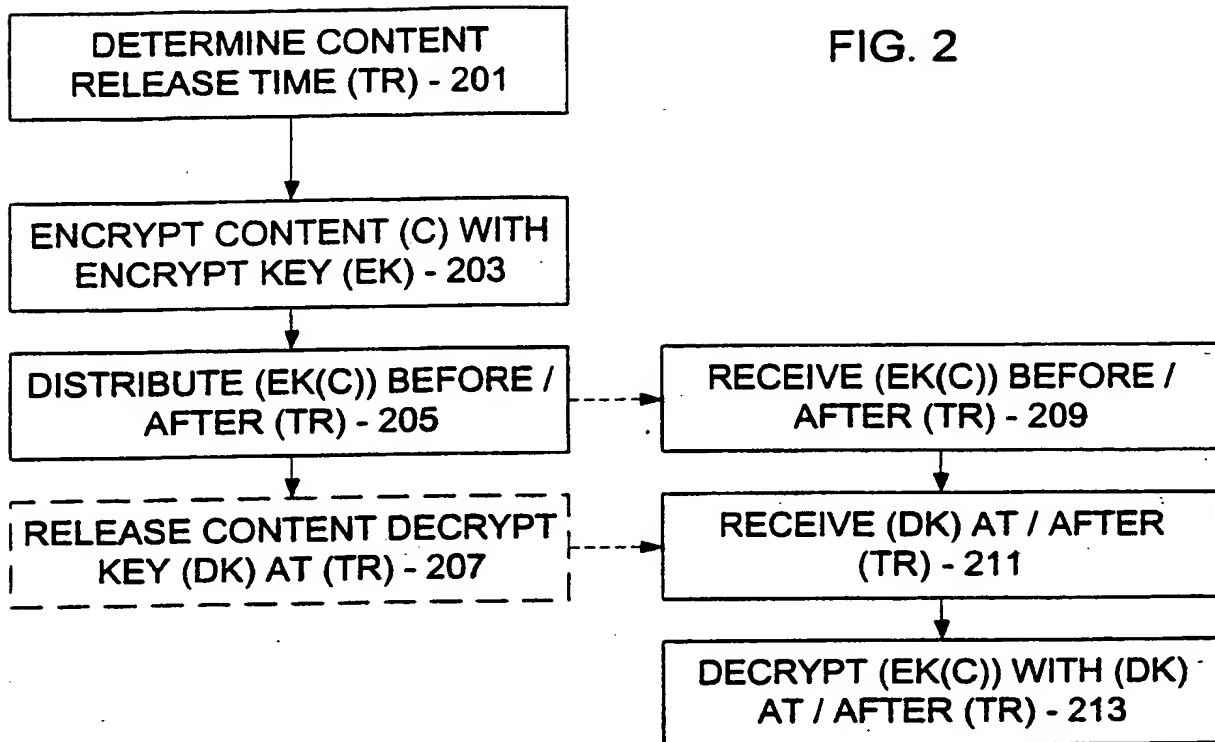 FIG. 2
DETERMINE CONTENT
RELEASE TIME (TR) - 201
ENCRYPT CONTENT (C) WITH
ENCRYPT KEY (EK) - 203
DISTRIBUTE (EK(C)) BEFORE /
AFTER (TR) - 205
RELEASE CONTENT DECRYPT
KEY (DK) AT (TR) - 207
RECEIVE (EK(C)) BEFORE /
AFTER (TR) - 209
RECEIVE (DK) AT / AFTER
(TR) - 211
DECRYPT (EK(C)) WITH (DK)
AT / AFTER (TR) - 213